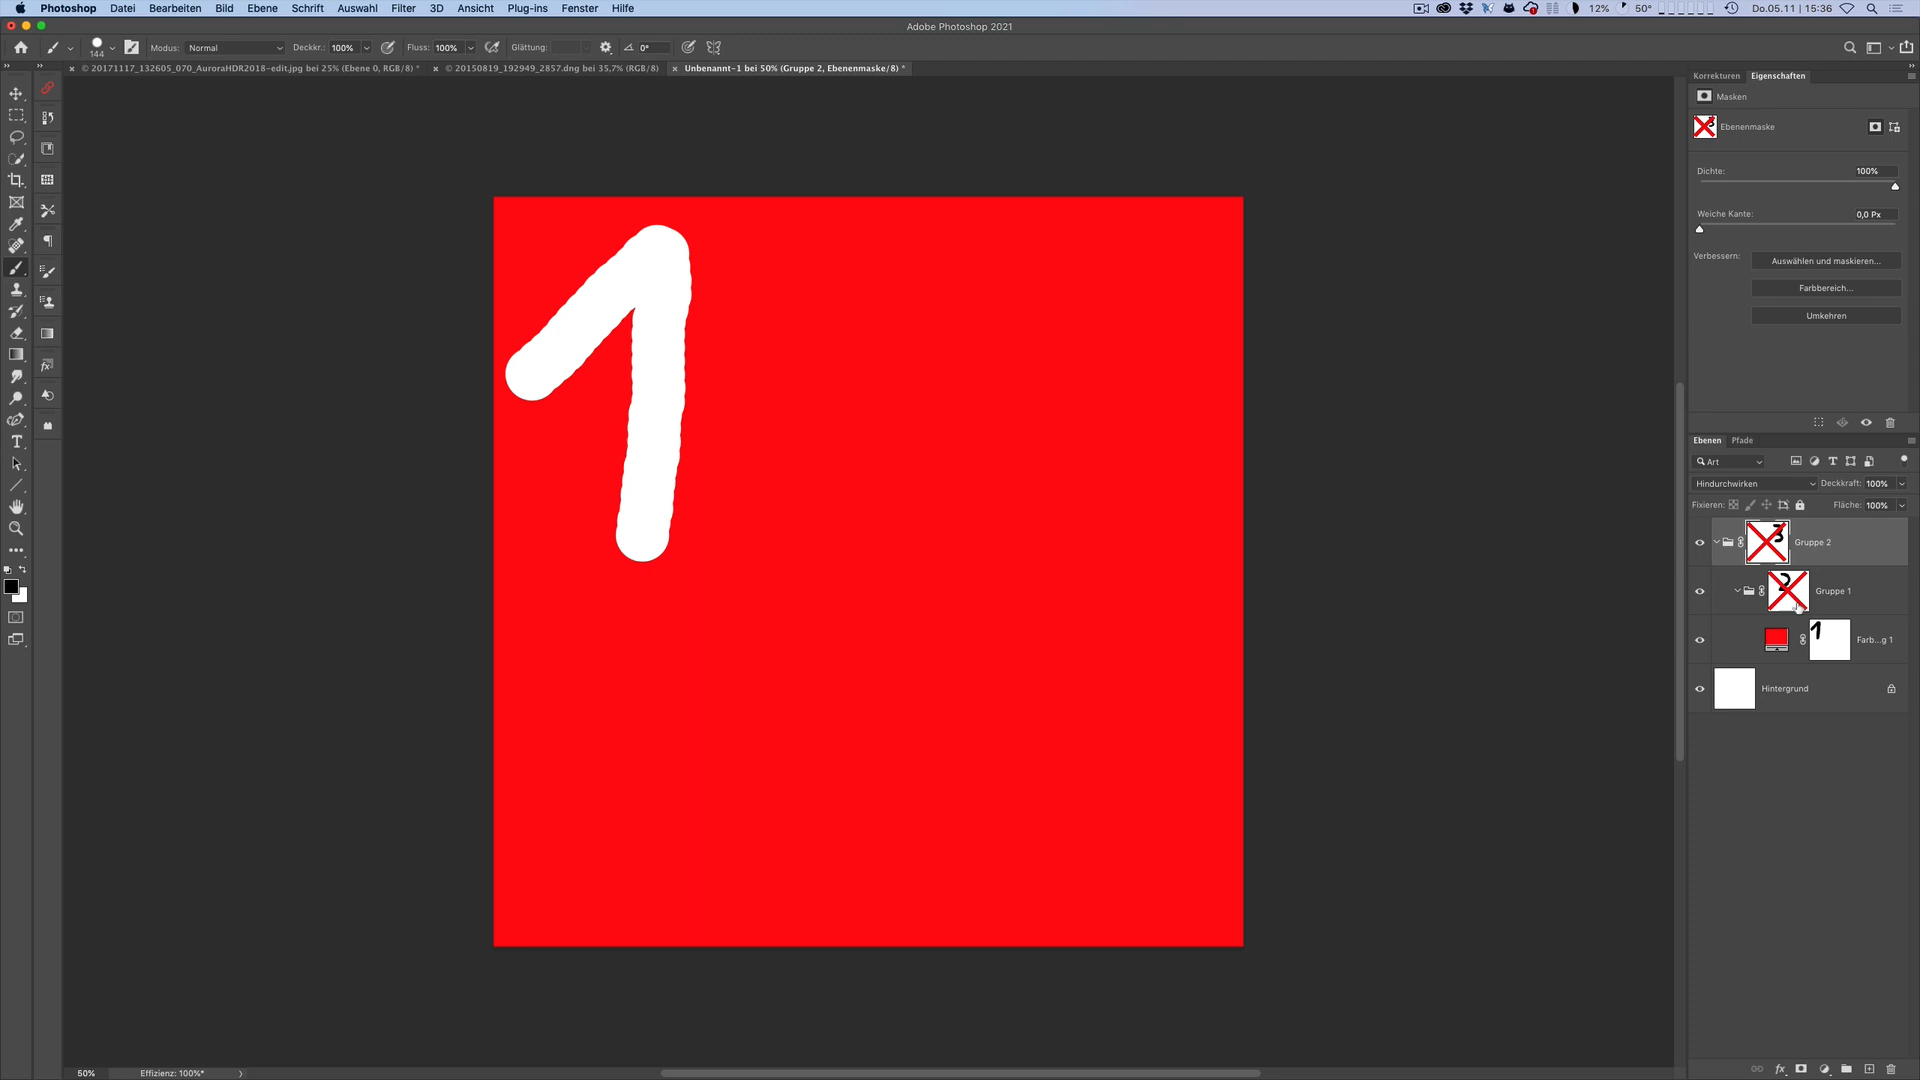 Photoshop Datei Bearbeiten Bild Ebene Schrift Auswahl Filter 3D Ansicht Plug-ins Fenster Hilfe 12% 50° Do.05.11 | 15:36
Adobe Photoshop 2021
144 Modus: Normal Deckkr.: 100% Fluss: 100% Glättung: 0°
© 20171117_132605_070_AuroraHDR2018-edit.jpg bei 25% (Ebene 0, RGB/8) * © 20150819_192949_2857.dng bei 35,7% (RGB/8) Unbenannt-1 bei 50% (Gruppe 2, Ebenenmaske/8) *
Korrekturen Eigenschaften
Masken
Ebenenmaske
Dichte: 100%
Weiche Kante: 0,0 Px
Verbessern: Auswählen und maskieren...
Farbbereich...
Umkehren
Ebenen Pfade
Art
Hindurchwirken Deckkraft: 100%
Fixieren: Fläche: 100%
3 Gruppe 2
2 Gruppe 1
1 Farb...g 1
Hintergrund
1
50% Effizienz: 100%*